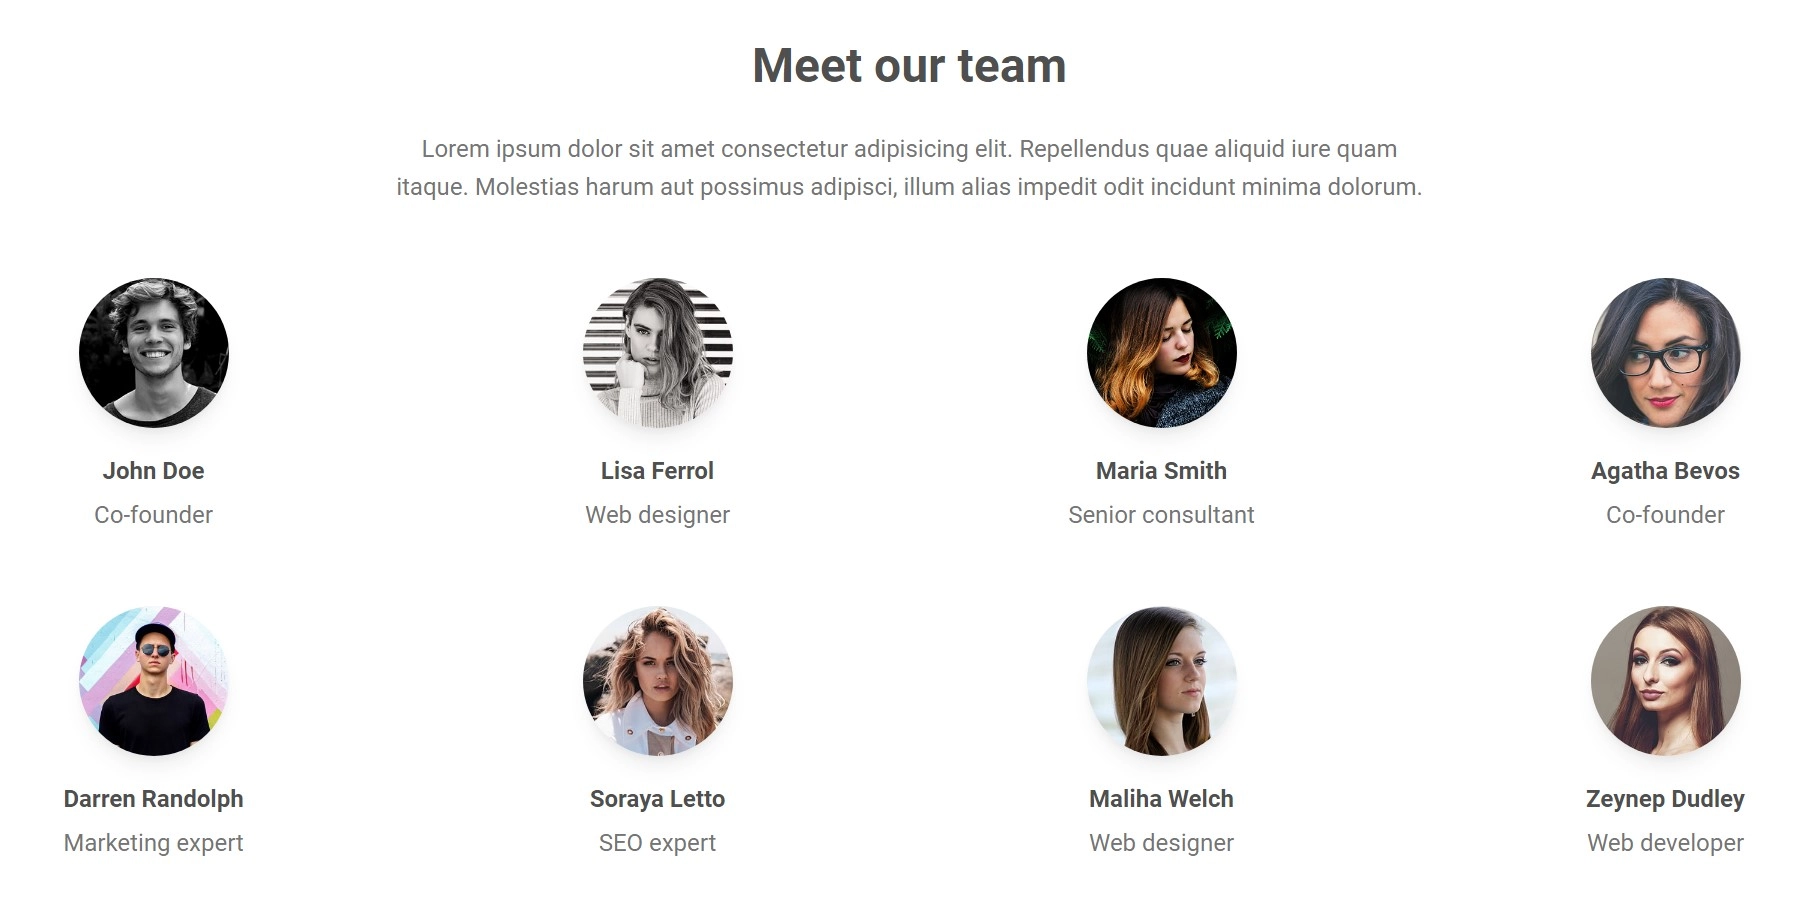 Meet our team
Lorem ipsum dolor sit amet consectetur adipisicing elit. Repellendus quae aliquid iure quam
itaque. Molestias harum aut possimus adipisci, illum alias impedit odit incidunt minima dolorum.
John Doe
Co-founder
Lisa Ferrol
Web designer
Maria Smith
Senior consultant
Agatha Bevos
Co-founder
Darren Randolph
Marketing expert
Soraya Letto
SEO expert
Maliha Welch
Web designer
Zeynep Dudley
Web developer